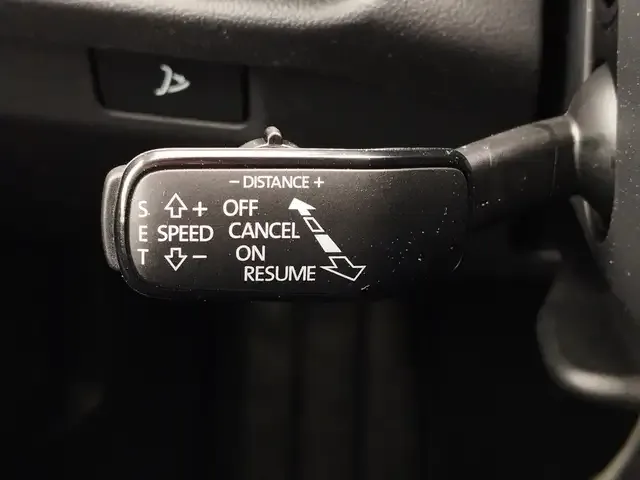 − DISTANCE +
S + OFF
E SPEED CANCEL
T − ON
RESUME